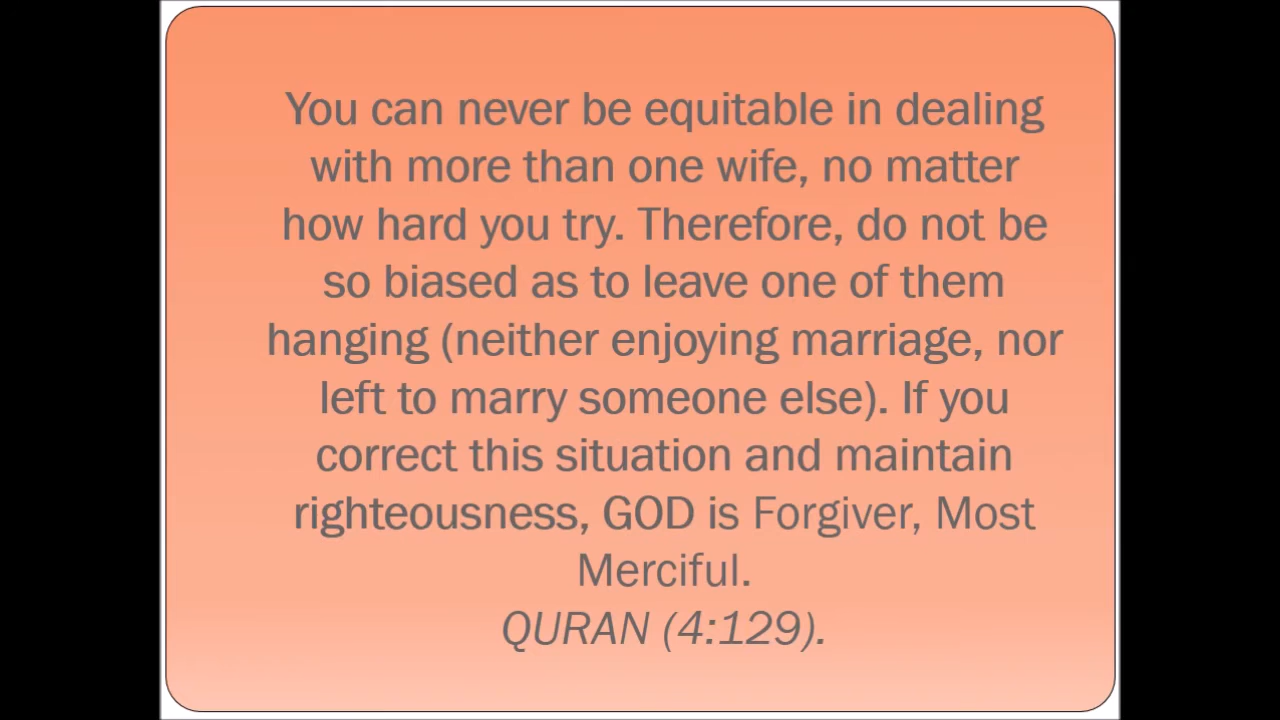 You can never be equitable in dealing
with more than one wife, no matter
how hard you try. Therefore, do not be
so biased as to leave one of them
hanging (neither enjoying marriage, nor
left to marry someone else). If you
correct this situation and maintain
righteousness, GOD is Forgiver, Most
Merciful.
QURAN (4:129).